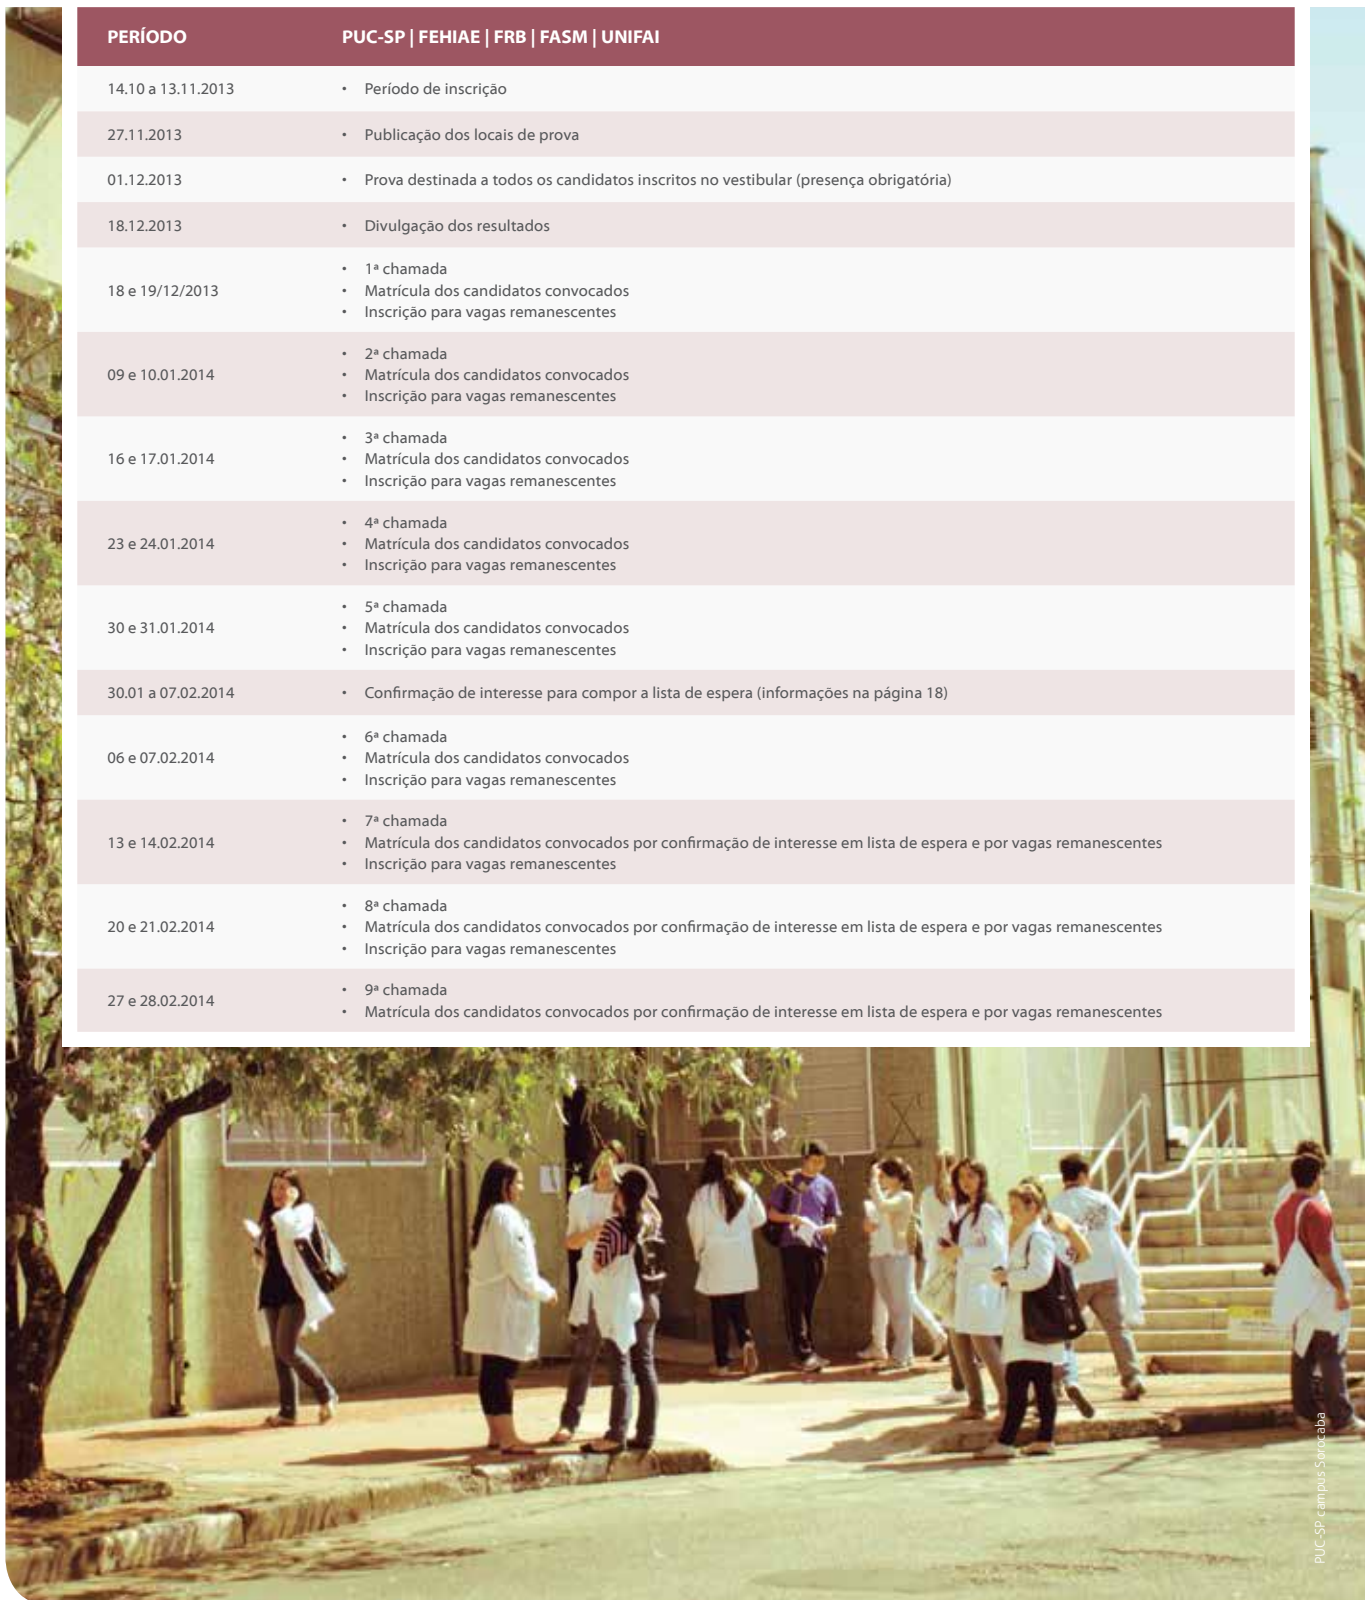 PERÍODO PUC-SP | FEHIAE | FRB | FASM | UNIFAI
14.10 a 13.11.2013 • Período de inscrição
27.11.2013 • Publicação dos locais de prova
01.12.2013 • Prova destinada a todos os candidatos inscritos no vestibular (presença obrigatória)
18.12.2013 • Divulgação dos resultados
• 1ª chamada
18 e 19/12/2013 • Matrícula dos candidatos convocados
• Inscrição para vagas remanescentes
• 2ª chamada
09 e 10.01.2014 • Matrícula dos candidatos convocados
• Inscrição para vagas remanescentes
• 3ª chamada
16 e 17.01.2014 • Matrícula dos candidatos convocados
• Inscrição para vagas remanescentes
• 4ª chamada
23 e 24.01.2014 • Matrícula dos candidatos convocados
• Inscrição para vagas remanescentes
• 5ª chamada
30 e 31.01.2014 • Matrícula dos candidatos convocados
• Inscrição para vagas remanescentes
30.01 a 07.02.2014 • Confirmação de interesse para compor a lista de espera (informações na página 18)
• 6ª chamada
06 e 07.02.2014 • Matrícula dos candidatos convocados
• Inscrição para vagas remanescentes
• 7ª chamada
13 e 14.02.2014 • Matrícula dos candidatos convocados por confirmação de interesse em lista de espera e por vagas remanescentes
• Inscrição para vagas remanescentes
• 8ª chamada
20 e 21.02.2014 • Matrícula dos candidatos convocados por confirmação de interesse em lista de espera e por vagas remanescentes
• Inscrição para vagas remanescentes
• 9ª chamada
27 e 28.02.2014 • Matrícula dos candidatos convocados por confirmação de interesse em lista de espera e por vagas remanescentes
PUC-SP campus Sorocaba